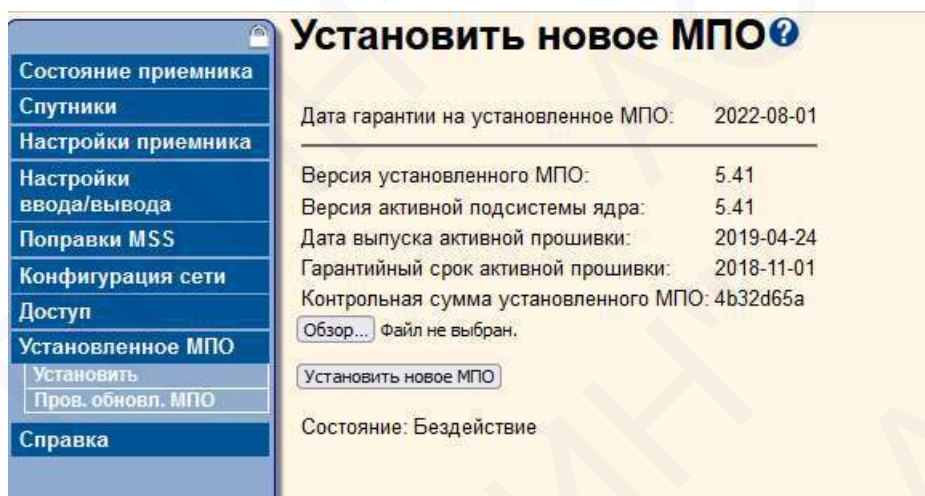 Установить новое МПО?
Состояние приемника
Спутники
Настройки приемника
Настройки
ввода/вывода
Поправки MSS
Конфигурация сети
Доступ
Установленное МПО
Установить
Пров. обновл. МПО
Справка
Дата гарантии на установленное МПО: 2022-08-01
Версия установленного МПО: 5.41
Версия активной подсистемы ядра: 5.41
Дата выпуска активной прошивки: 2019-04-24
Гарантийный срок активной прошивки: 2018-11-01
Контрольная сумма установленного МПО: 4b32d65a
Обзор... Файл не выбран.
Установить новое МПО
Состояние: Бездействие